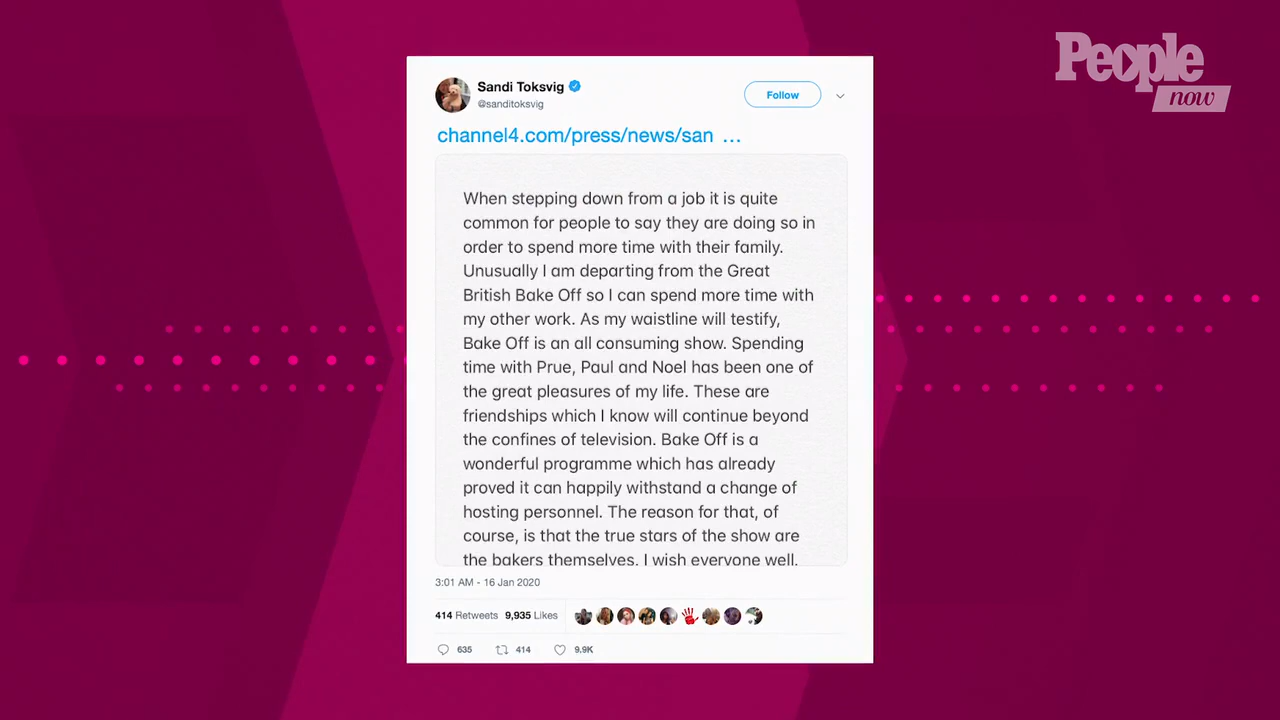 People
now
Sandi Toksvig
@sanditoksvig
Follow
channel4.com/press/news/san …
When stepping down from a job it is quite
common for people to say they are doing so in
order to spend more time with their family.
Unusually I am departing from the Great
British Bake Off so I can spend more time with
my other work. As my waistline will testify,
Bake Off is an all consuming show. Spending
time with Prue, Paul and Noel has been one of
the great pleasures of my life. These are
friendships which I know will continue beyond
the confines of television. Bake Off is a
wonderful programme which has already
proved it can happily withstand a change of
hosting personnel. The reason for that, of
course, is that the true stars of the show are
the bakers themselves. I wish everyone well.
3:01 AM - 16 Jan 2020
414 Retweets 9,935 Likes
635 414 9.9K